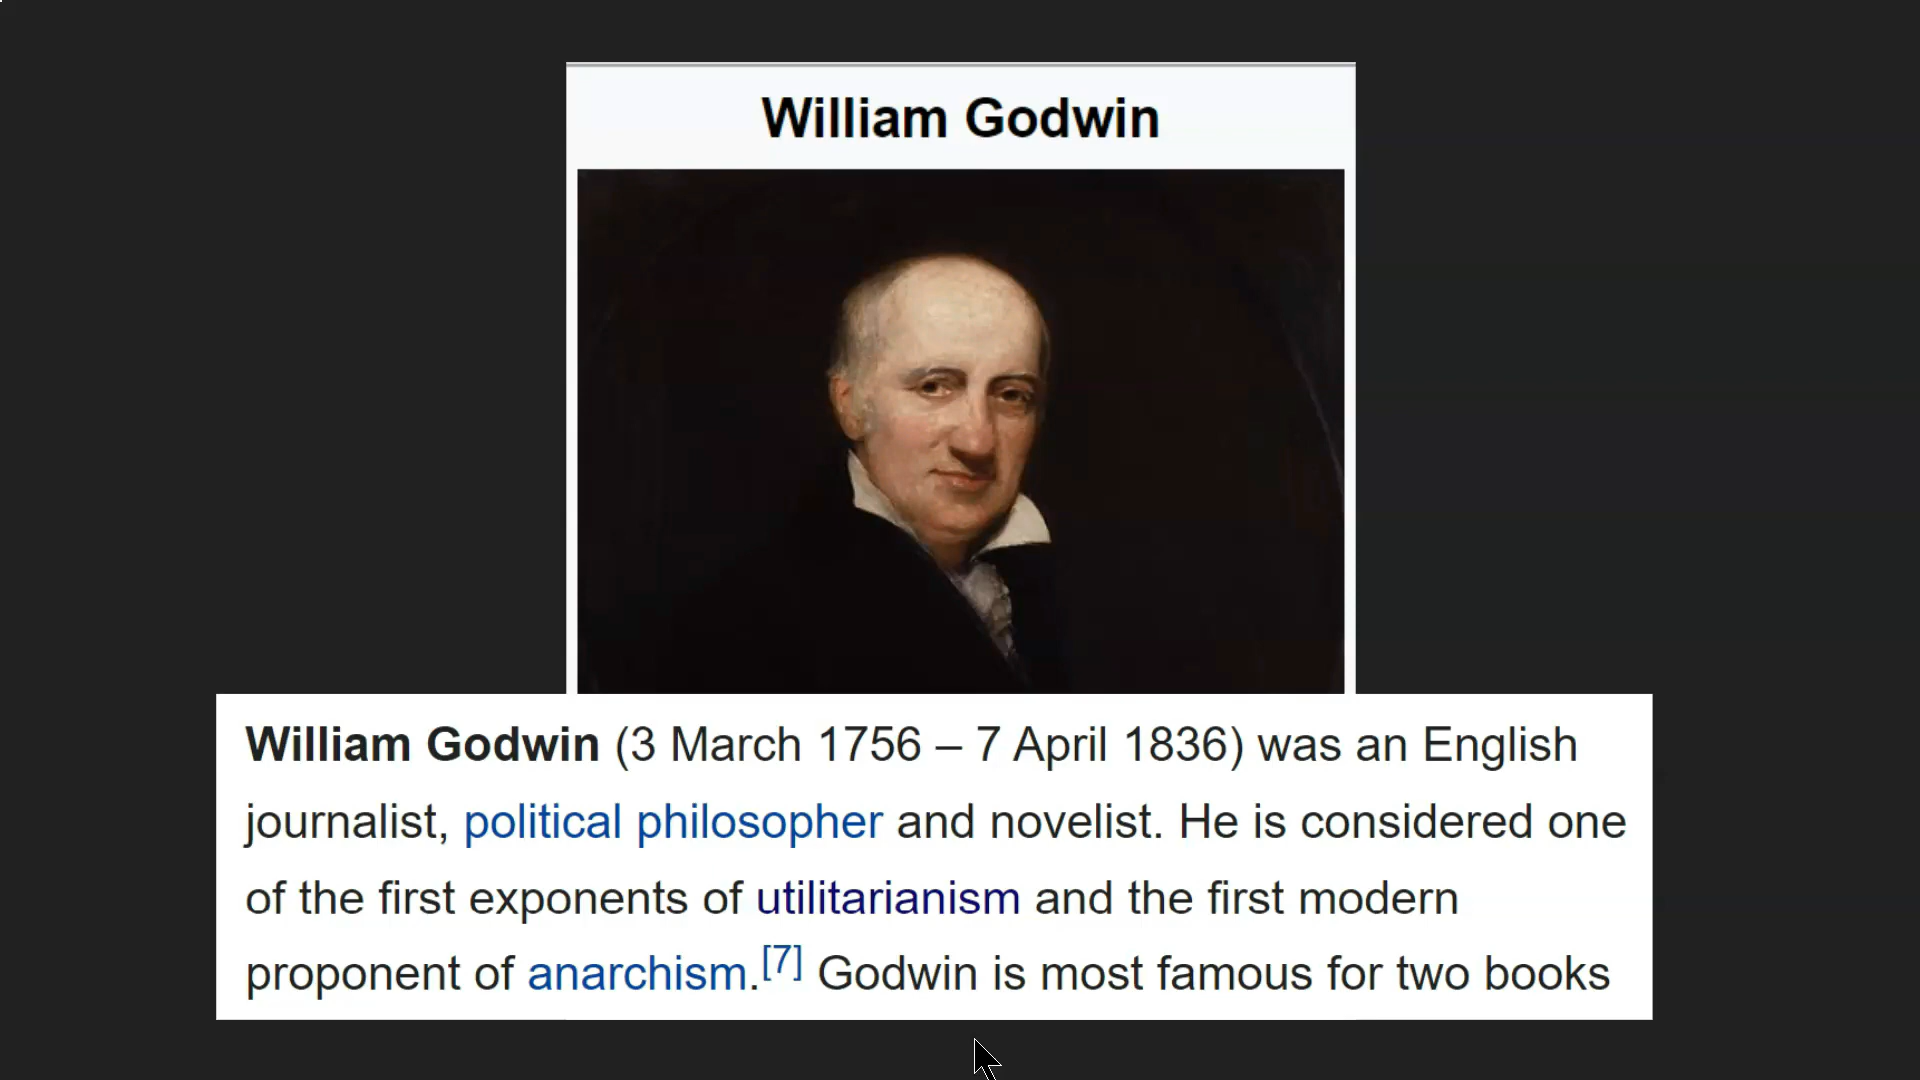 William Godwin
William Godwin (3 March 1756 – 7 April 1836) was an English
journalist, political philosopher and novelist. He is considered one
of the first exponents of utilitarianism and the first modern
proponent of anarchism.[7] Godwin is most famous for two books